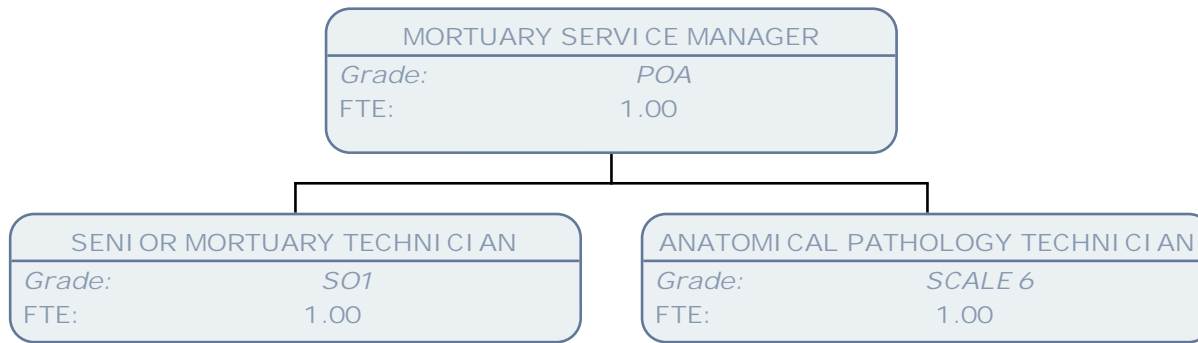 MORTUARY SERVICE MANAGER
Grade: POA
FTE: 1.00
SENIOR MORTUARY TECHNICIAN
Grade: SO1
FTE: 1.00
ANATOMICAL PATHOLOGY TECHNICIAN
Grade: SCALE 6
FTE: 1.00